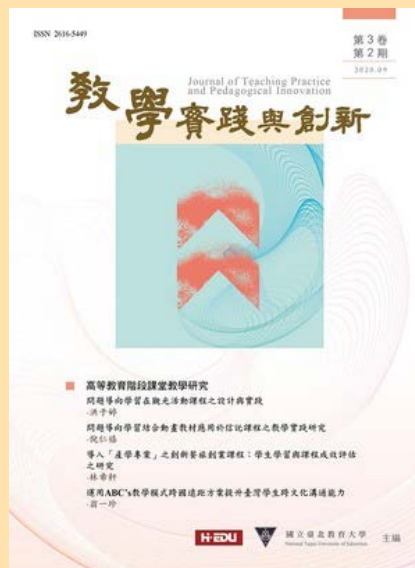 ISSN 2616-5449
第 3 卷
第 2 期
2020.09
Journal of Teaching Practice
and Pedagogical Innovation
教學實踐與創新
高等教育階段課堂教學研究
問題導向學習在觀光活動課程之設計與實踐
-洪于婷
問題導向學習結合動畫教材應用於信託課程之教學實踐研究
-倪仁禧
導入「產學專業」之創新餐旅創業課程：學生學習與課程成效評估
之研究
-林希軒
運用ABC's教學模式跨國遠距方案提升臺灣學生跨文化溝通能力
-翁一玲
H-EDU
國立臺北教育大學
National Taipei University of Education
主編